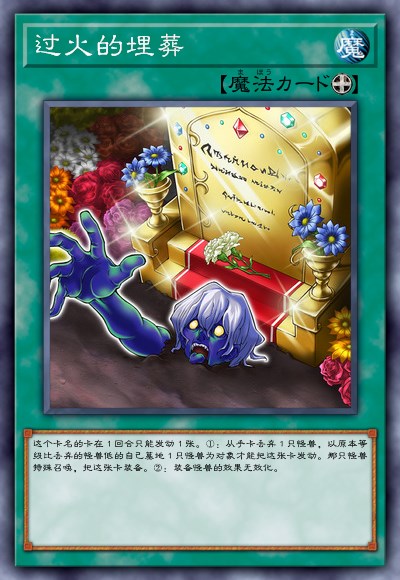 过火的埋葬
魔
【魔法カード】
まほう
这个卡名的卡在1回合只能发动1张。①：从手卡丢弃1只怪兽，以原本等
级比丢弃的怪兽低的自己墓地1只怪兽为对象才能把这张卡发动。那只怪兽
特殊召唤，把这张卡装备。②：装备怪兽的效果无效化。